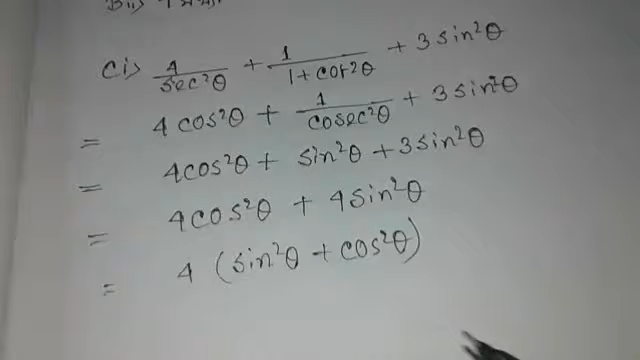 C i) 4/sec²θ + 1/1+cot²θ + 3sin²θ
= 4cos²θ + 1/cosec²θ + 3sin²θ
= 4cos²θ + sin²θ + 3sin²θ
= 4cos²θ + 4sin²θ
= 4 (sin²θ + cos²θ)